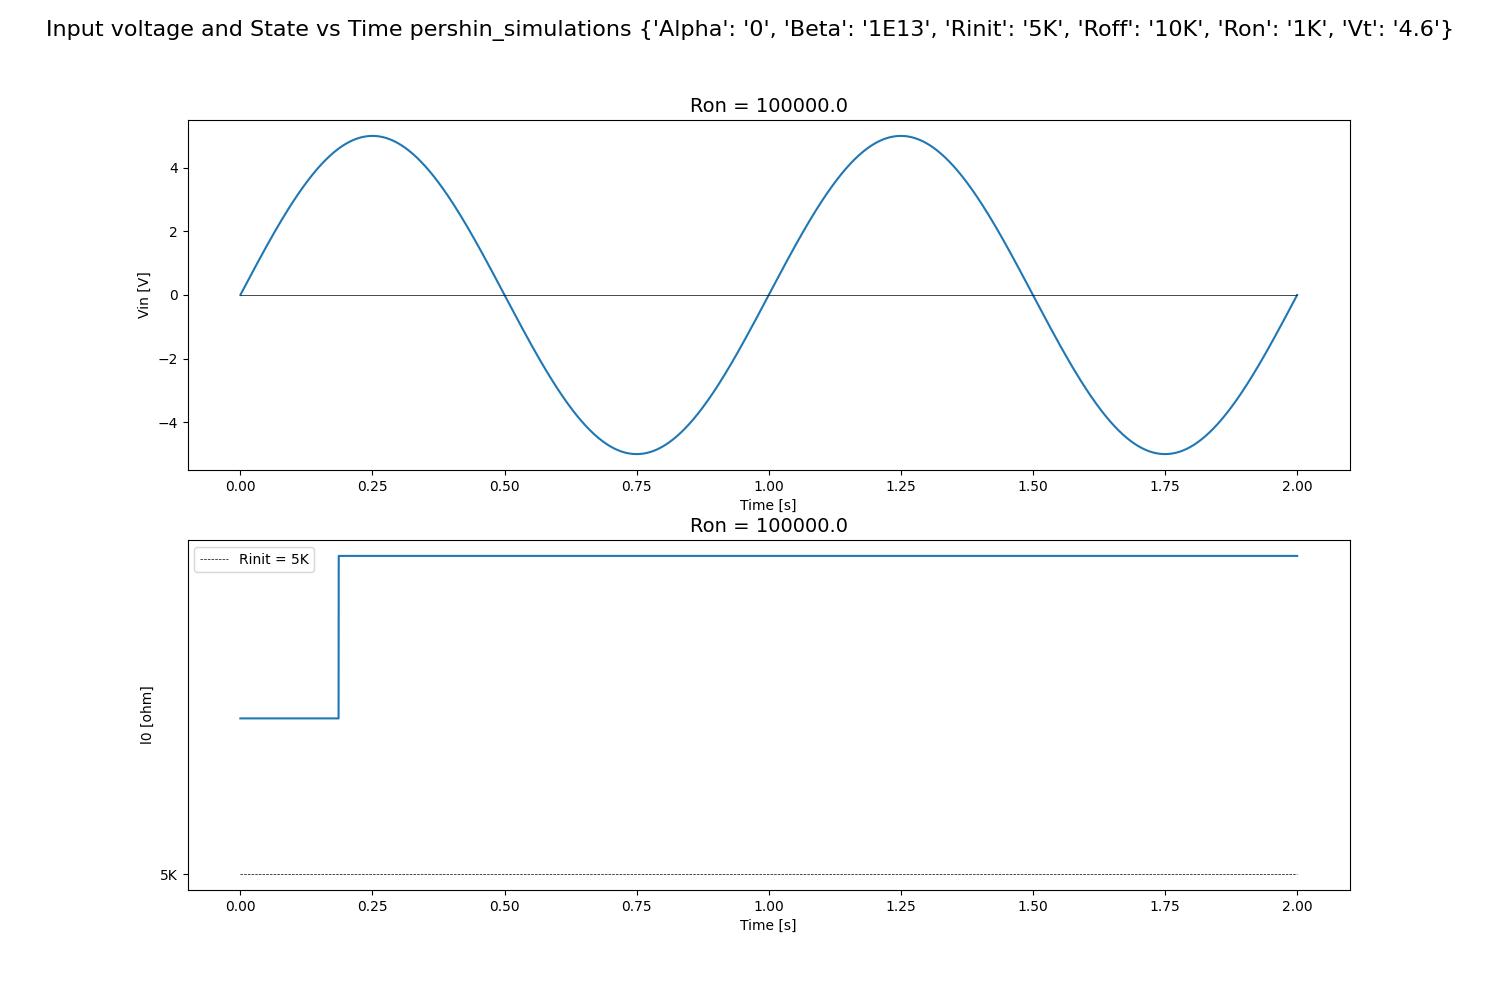 Input voltage and State vs Time pershin_simulations {'Alpha': '0', 'Beta': '1E13', 'Rinit': '5K', 'Roff': '10K', 'Ron': '1K', 'Vt': '4.6'}
Ron = 100000.0
4
2
0
−2
−4
Vin [V]
0.00 0.25 0.50 0.75 1.00 1.25 1.50 1.75 2.00
Time [s]
Ron = 100000.0
Rinit = 5K
l0 [ohm]
5K
0.00 0.25 0.50 0.75 1.00 1.25 1.50 1.75 2.00
Time [s]